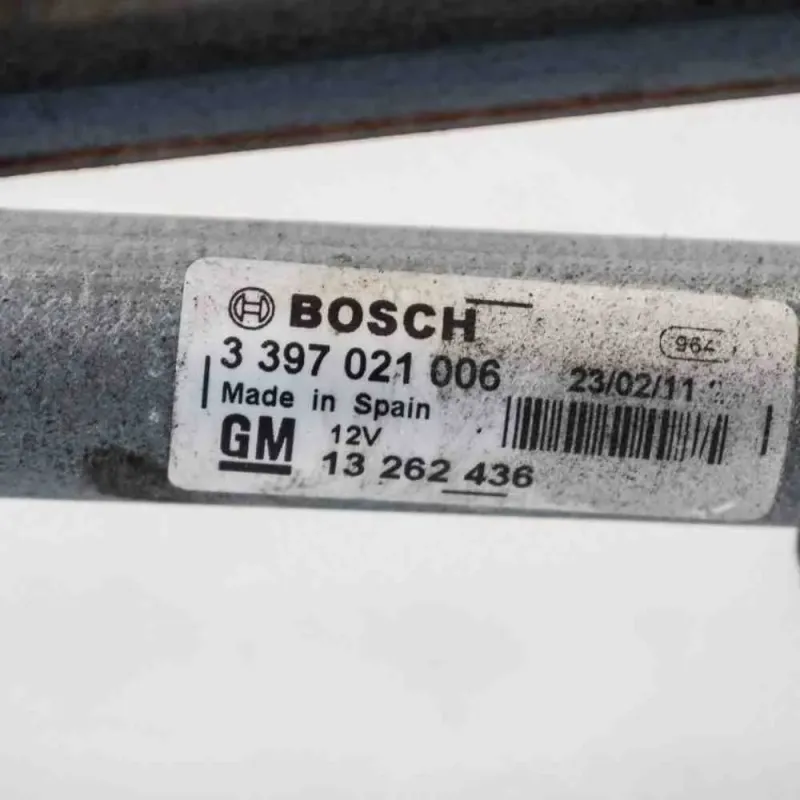 BOSCH
964
3 397 021 006
23/02/11
Made in Spain
GM
12V
13 262 436